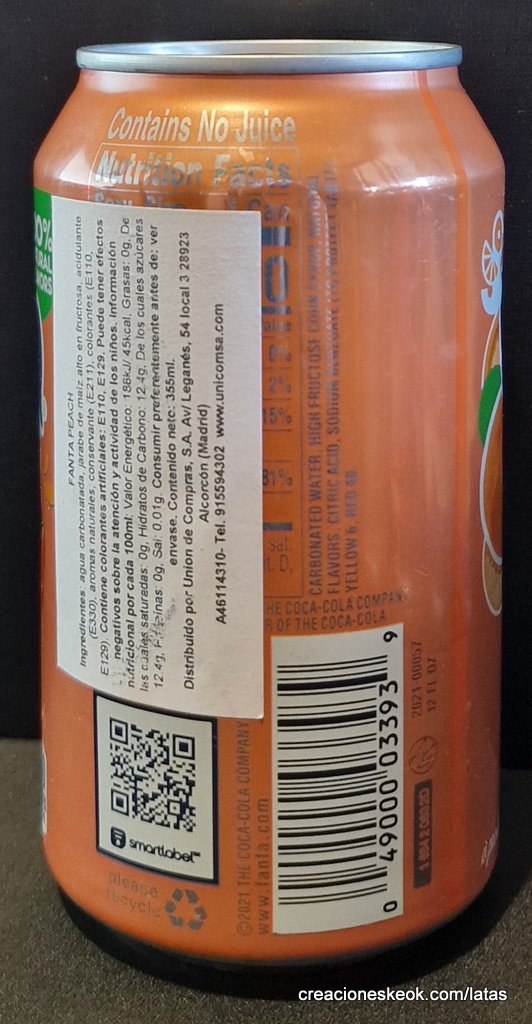 Contains No Juice
Nutrition Facts
FANTA PEACH
Ingredientes: agua carbonatada, jarabe de maíz alto en fructosa, acidulante
(E330), aromas naturales, conservante (E211), colorantes (E110,
E129). Contiene colorantes artificiales: E110, E129. Puede tener efectos
negativos sobre la atención y actividad de los niños. Información
nutricional por cada 100ml. Valor Energético: 188kJ/ 45kcal, Grasas: 0g, De
las cuales saturadas: 0g, Hidratos de Carbono: 12.4g, De los cuales azúcares
12.4g, Proteinas: 0g, Sal: 0.01g. Consumir preferentemente antes de: ver
envase. Contenido neto: 355ml.
Distribuido por Union de Compras, S.A. Av/ Leganés, 54 local 3 28923
Alcorcón (Madrid)
A46114310- Tel. 915594302 www.unicomsa.com
15%
81%
CARBONATED WATER, HIGH FRUCTOSE CORN SYRUP, NATURAL
FLAVORS, CITRIC ACID, SODIUM BENZOATE (TO PROTECT TASTE),
YELLOW 6, RED 40
THE COCA-COLA COMPANY
OF THE COCA-COLA
smartlabel™
please
recycle
©2021 THE COCA-COLA COMPANY
www.fanta.com
0 49000 03393 9
12 FL OZ
creacioneskeok.com/latas